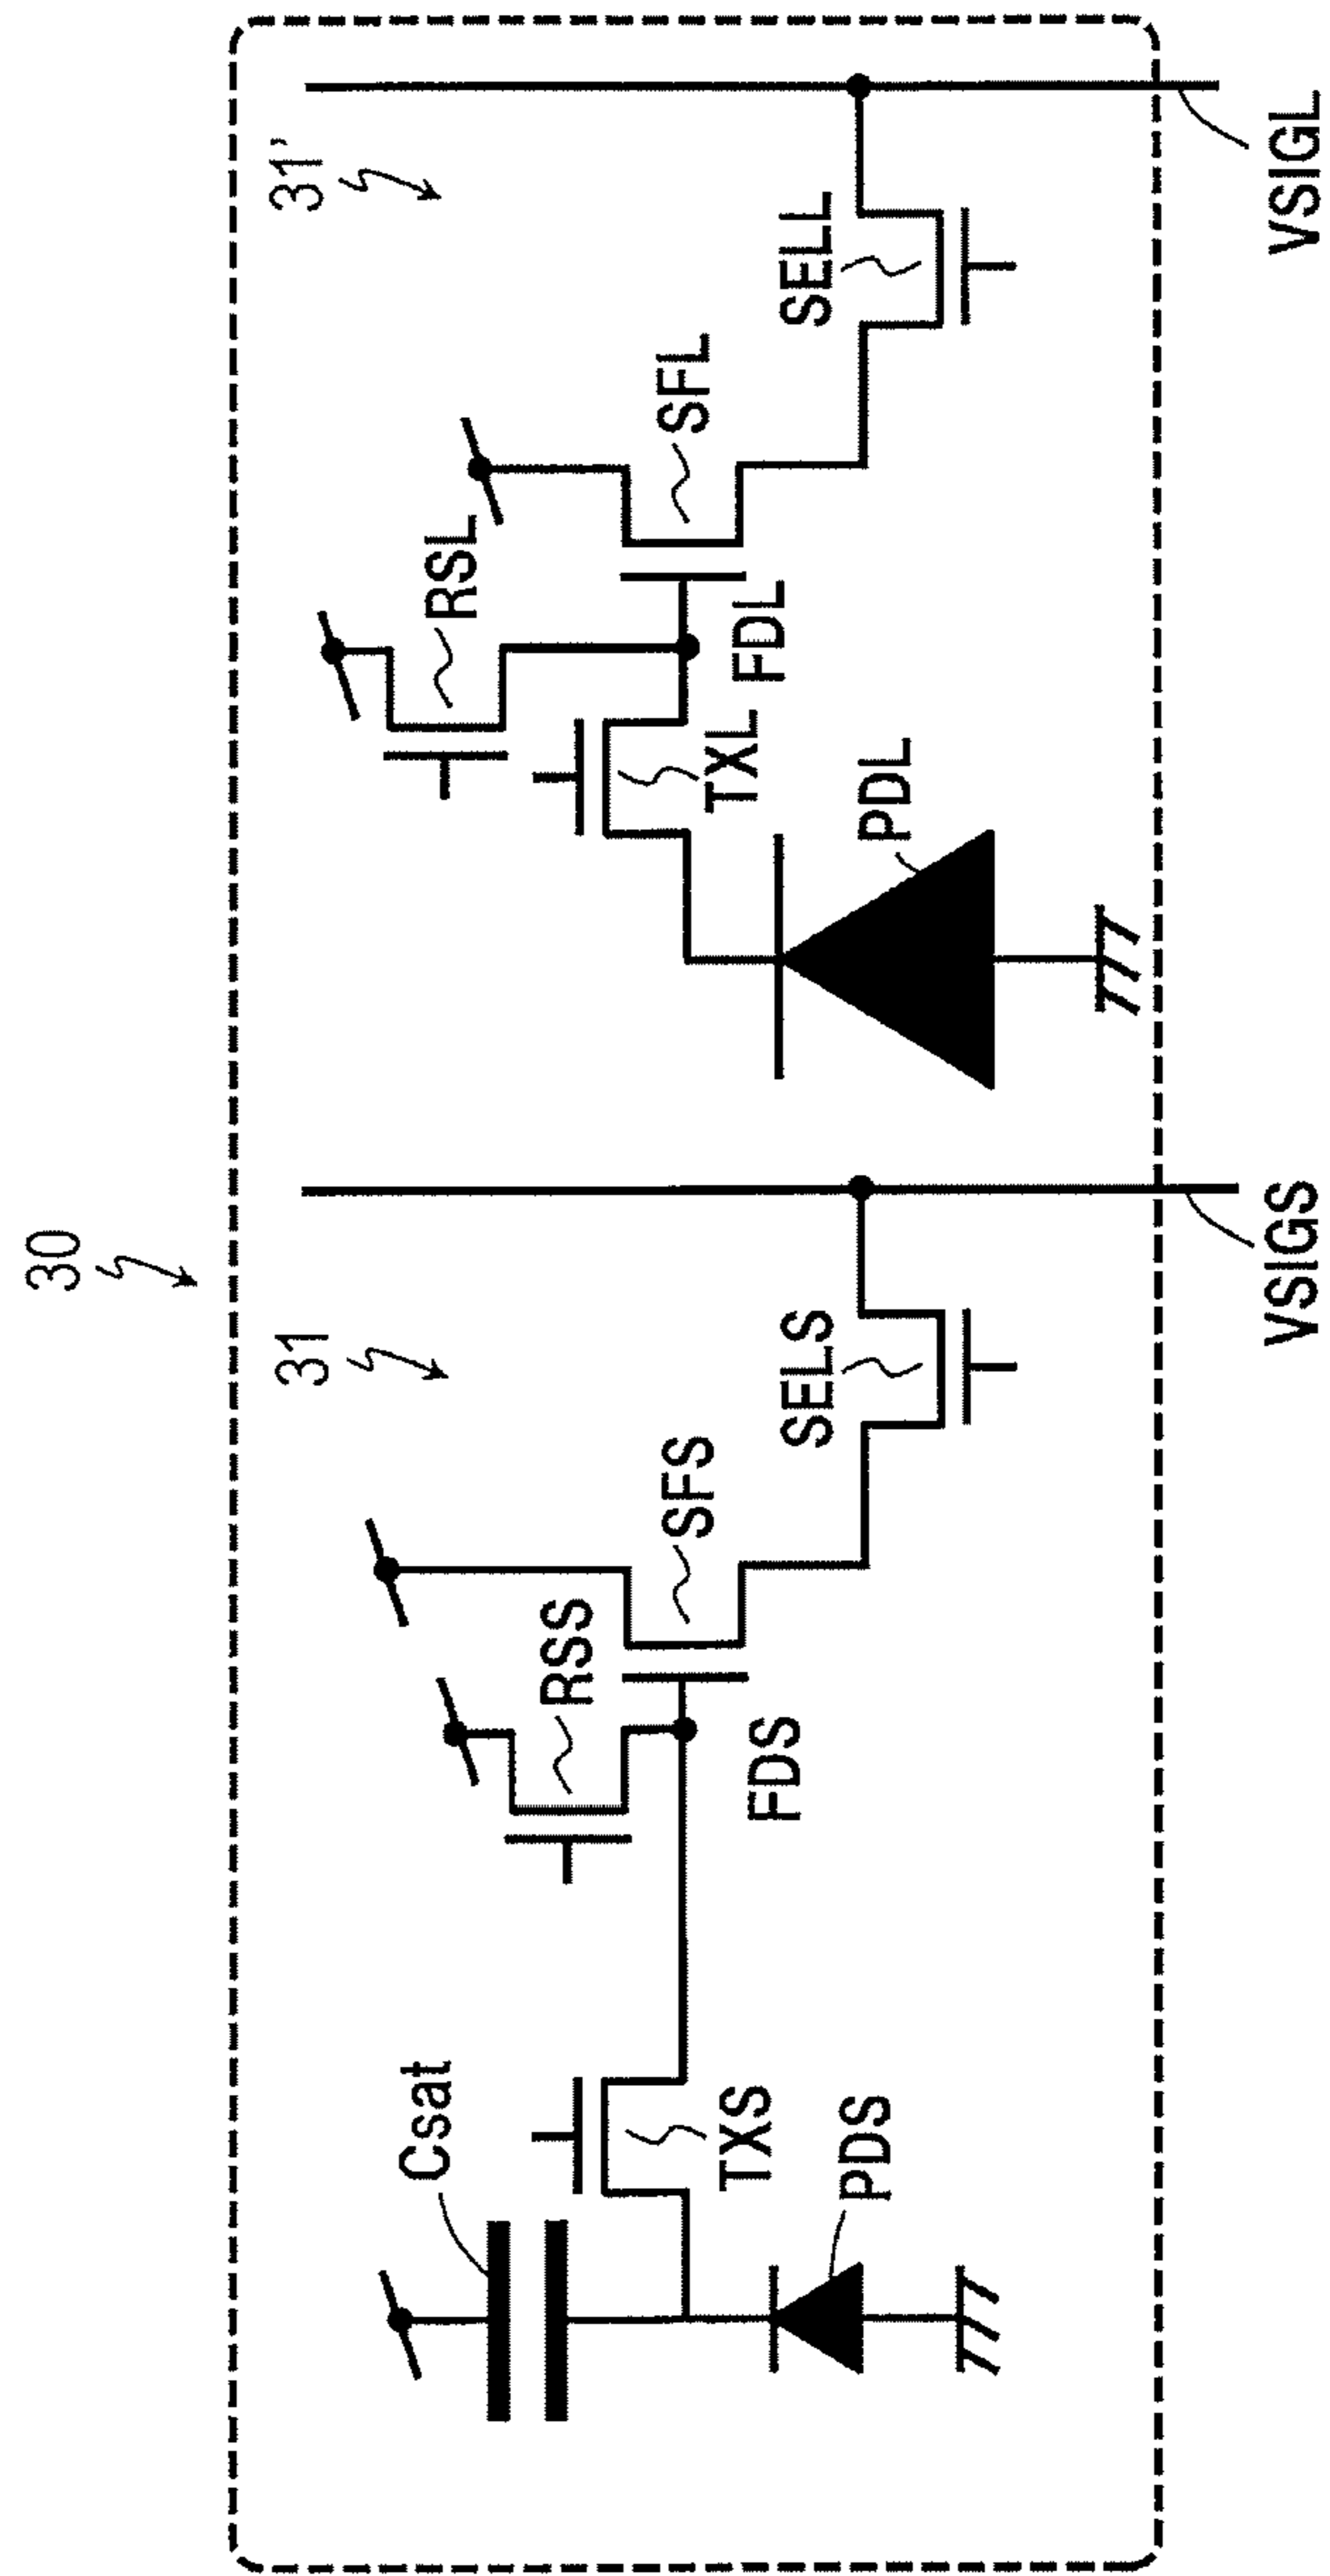 30
31
31'
Csat
RSS
RSL
SFS
SFL
TXS
FDS
SELS
TXL
FDL
SELL
PDS
PDL
VSIGS
VSIGL